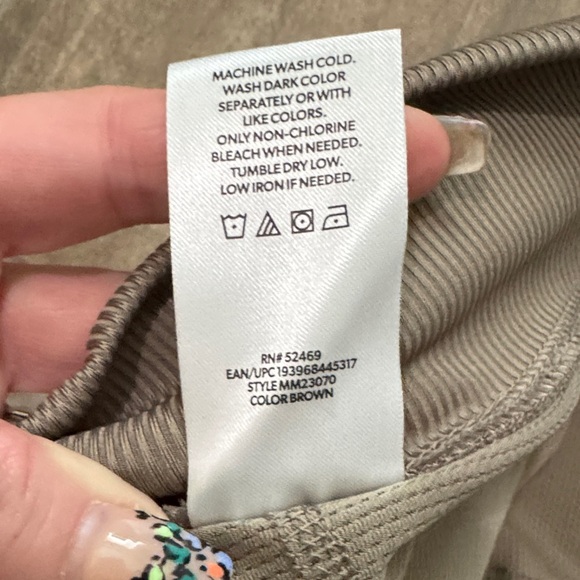 MACHINE WASH COLD.
WASH DARK COLOR
SEPARATELY OR WITH
LIKE COLORS.
ONLY NON-CHLORINE
BLEACH WHEN NEEDED.
TUMBLE DRY LOW.
LOW IRON IF NEEDED.
RN# 52469
EAN/UPC 193968445317
STYLE MM23070
COLOR BROWN